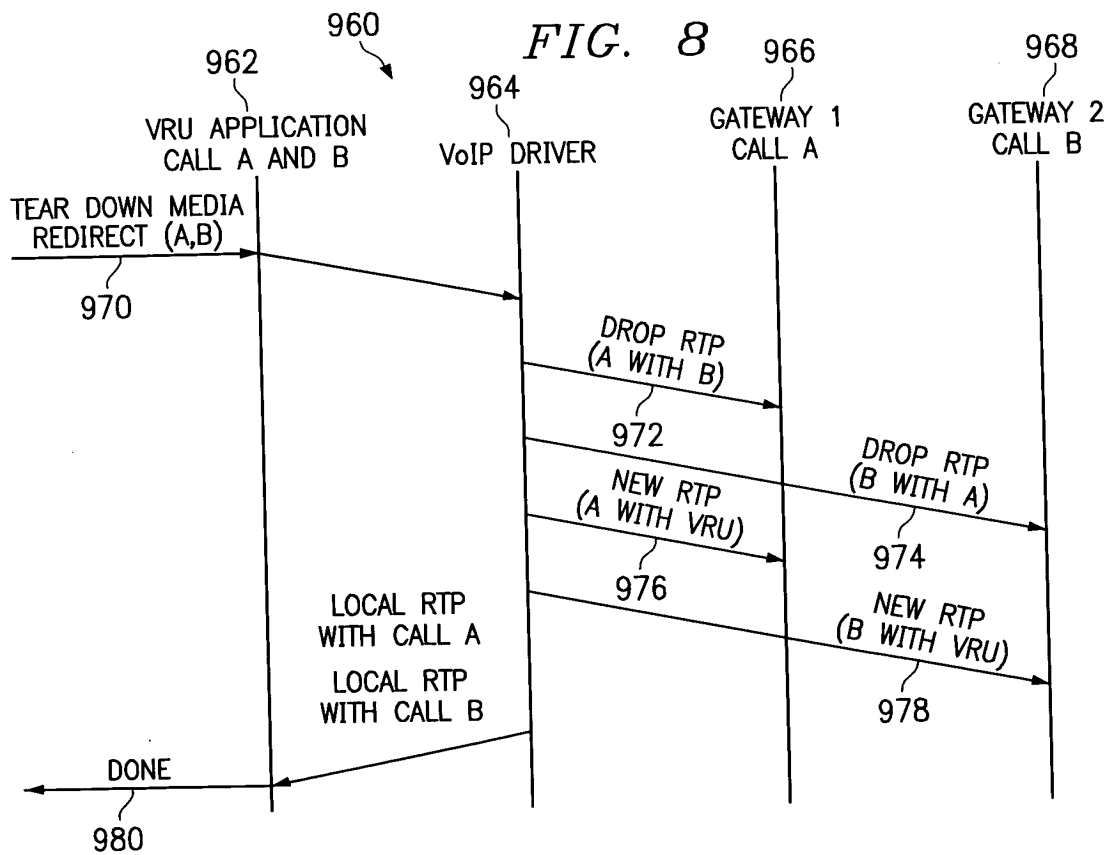 960
FIG. 8
962
964
966
968
VRU APPLICATION
CALL A AND B
VoIP DRIVER
GATEWAY 1
CALL A
GATEWAY 2
CALL B
TEAR DOWN MEDIA
REDIRECT (A,B)
970
DROP RTP
(A WITH B)
972
DROP RTP
(B WITH A)
974
NEW RTP
(A WITH VRU)
976
NEW RTP
(B WITH VRU)
978
LOCAL RTP
WITH CALL A
LOCAL RTP
WITH CALL B
DONE
980